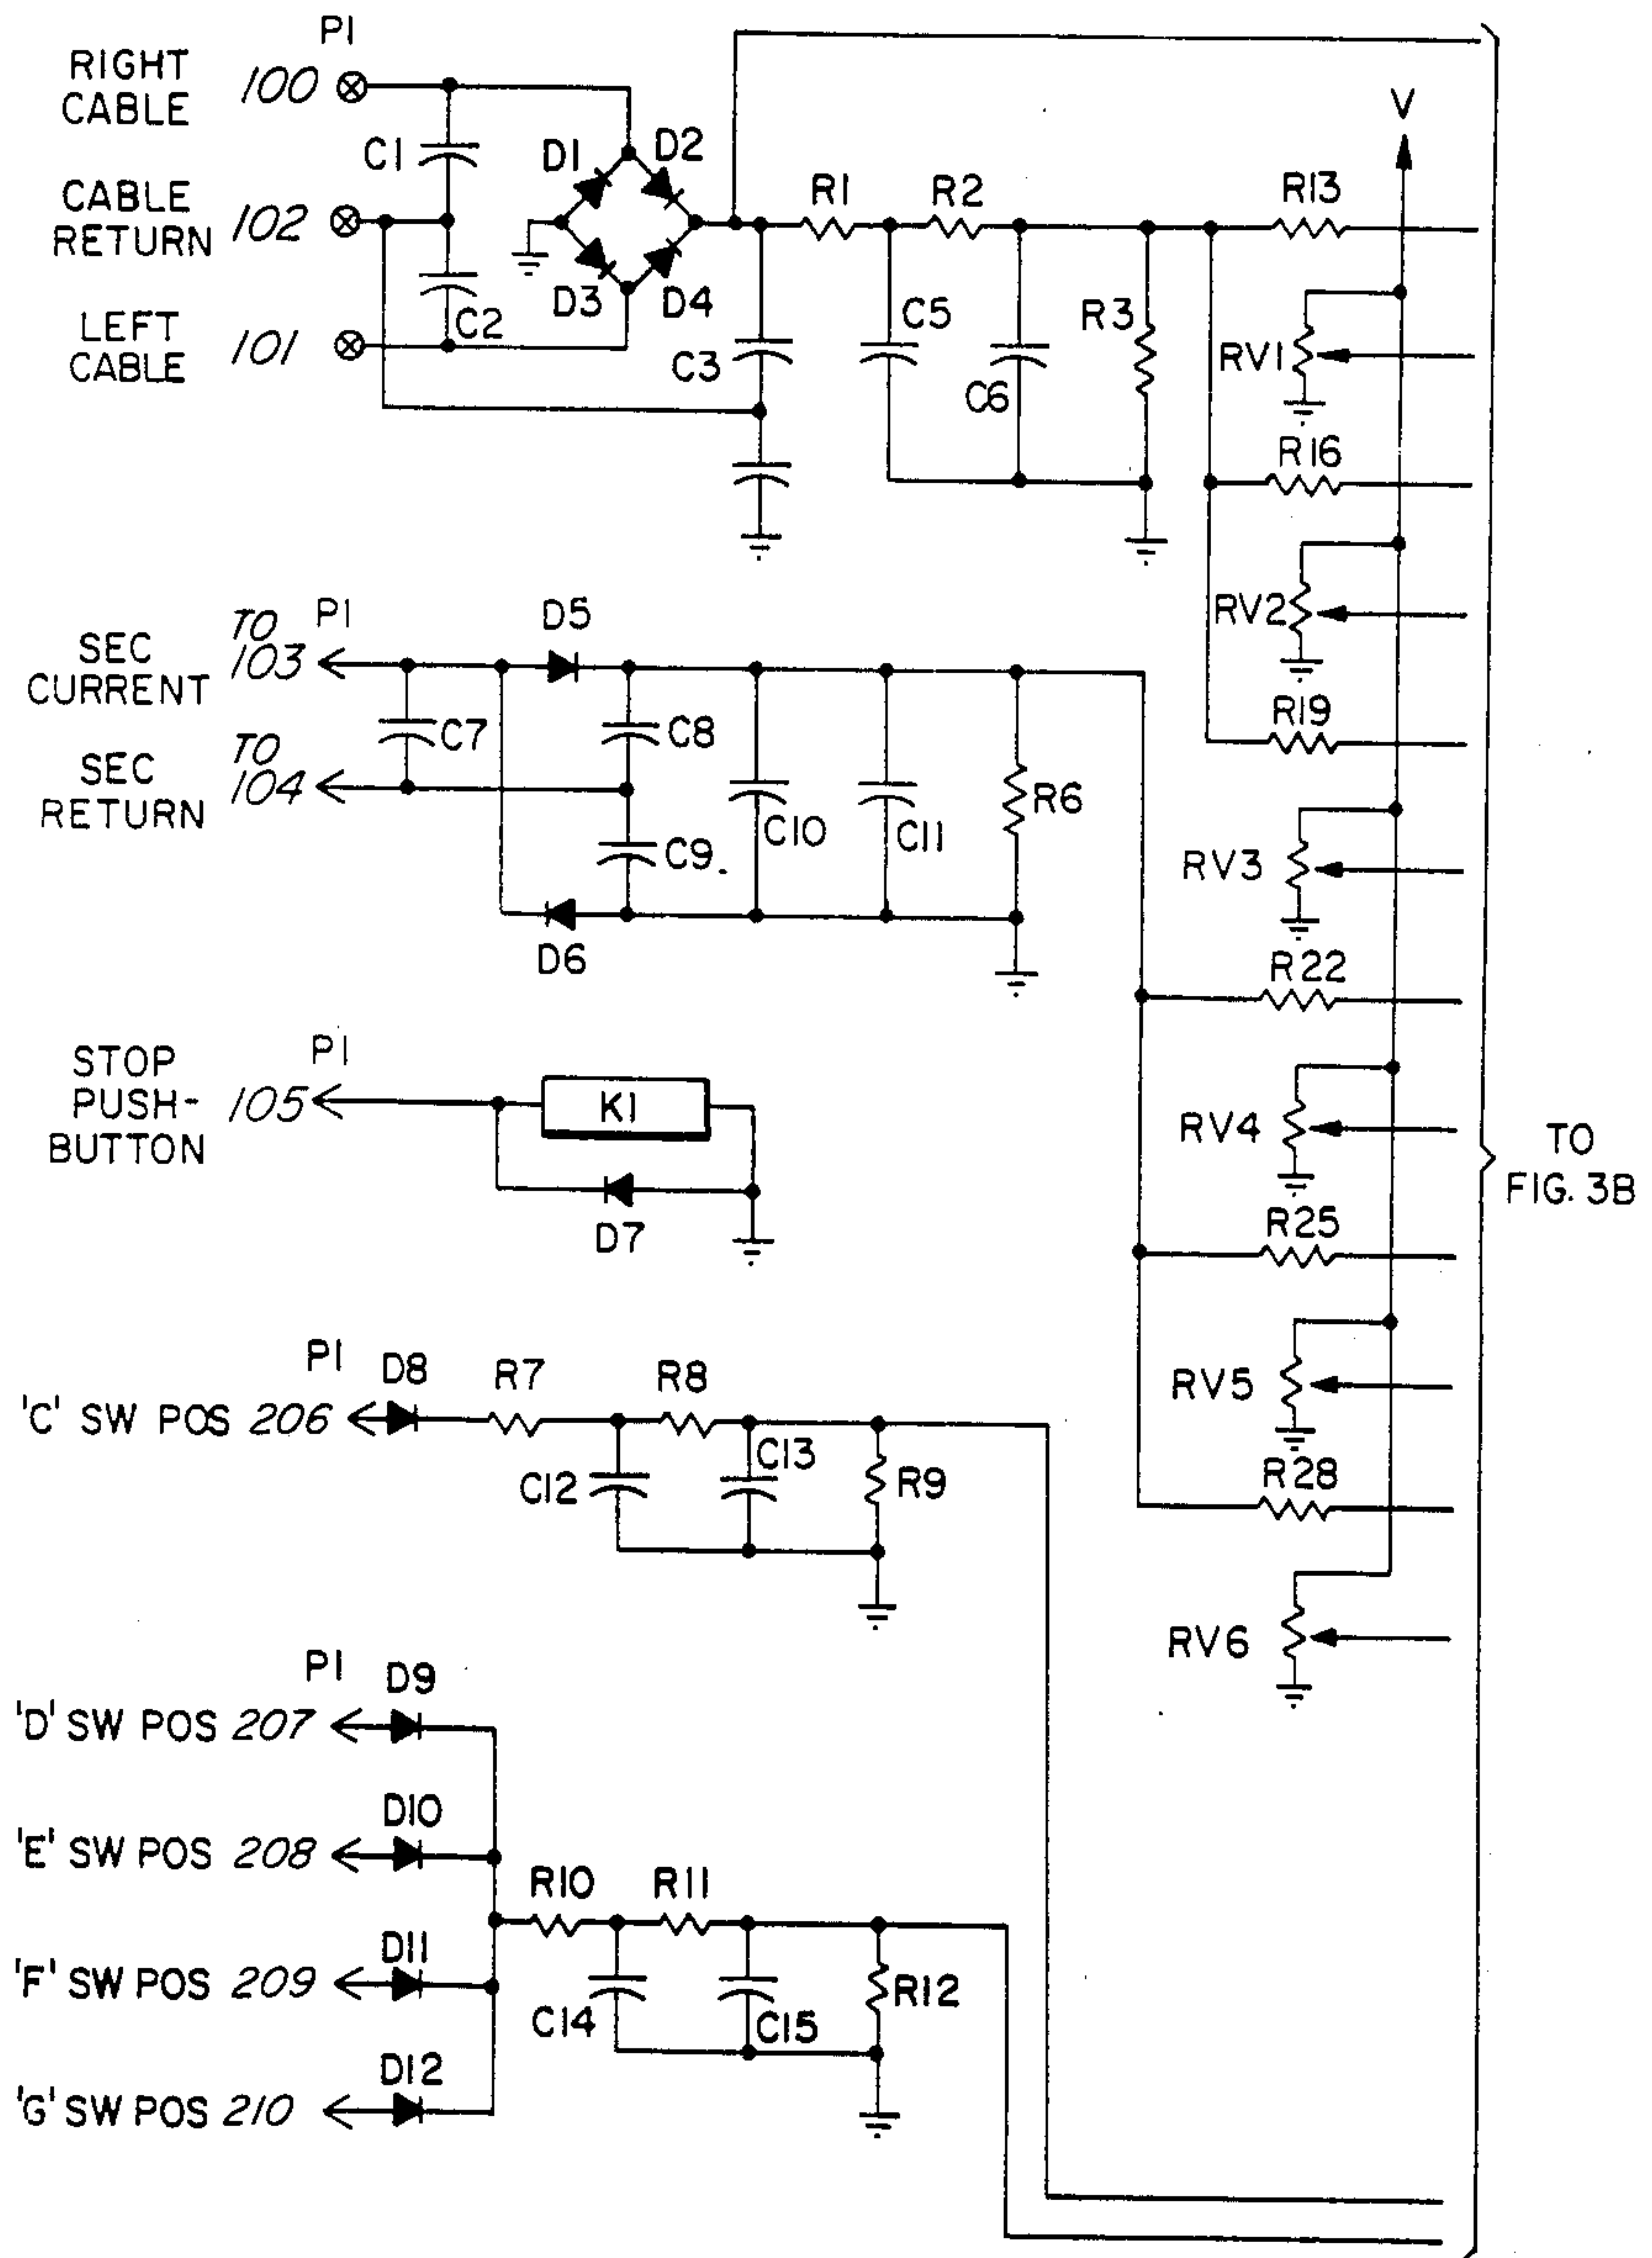 P1
RIGHT
CABLE
100
C1
D1
D2
CABLE
RETURN
102
R1
R2
R13
V
D3
D4
LEFT
CABLE
101
C2
C3
C5
C6
R3
RV1
R16
RV2
R19
RV3
R22
RV4
R25
RV5
R28
RV6
SEC
CURRENT
TO
103
P1
D5
C7
C8
SEC
RETURN
TO
104
C9
C10
C11
R6
D6
STOP
PUSH-
BUTTON
105
P1
K1
D7
TO
FIG. 3B
'C' SW POS 206
P1
D8
R7
R8
C12
C13
R9
P1
D9
'D' SW POS 207
D10
'E' SW POS 208
R10
R11
D11
'F' SW POS 209
C14
C15
R12
D12
'G' SW POS 210